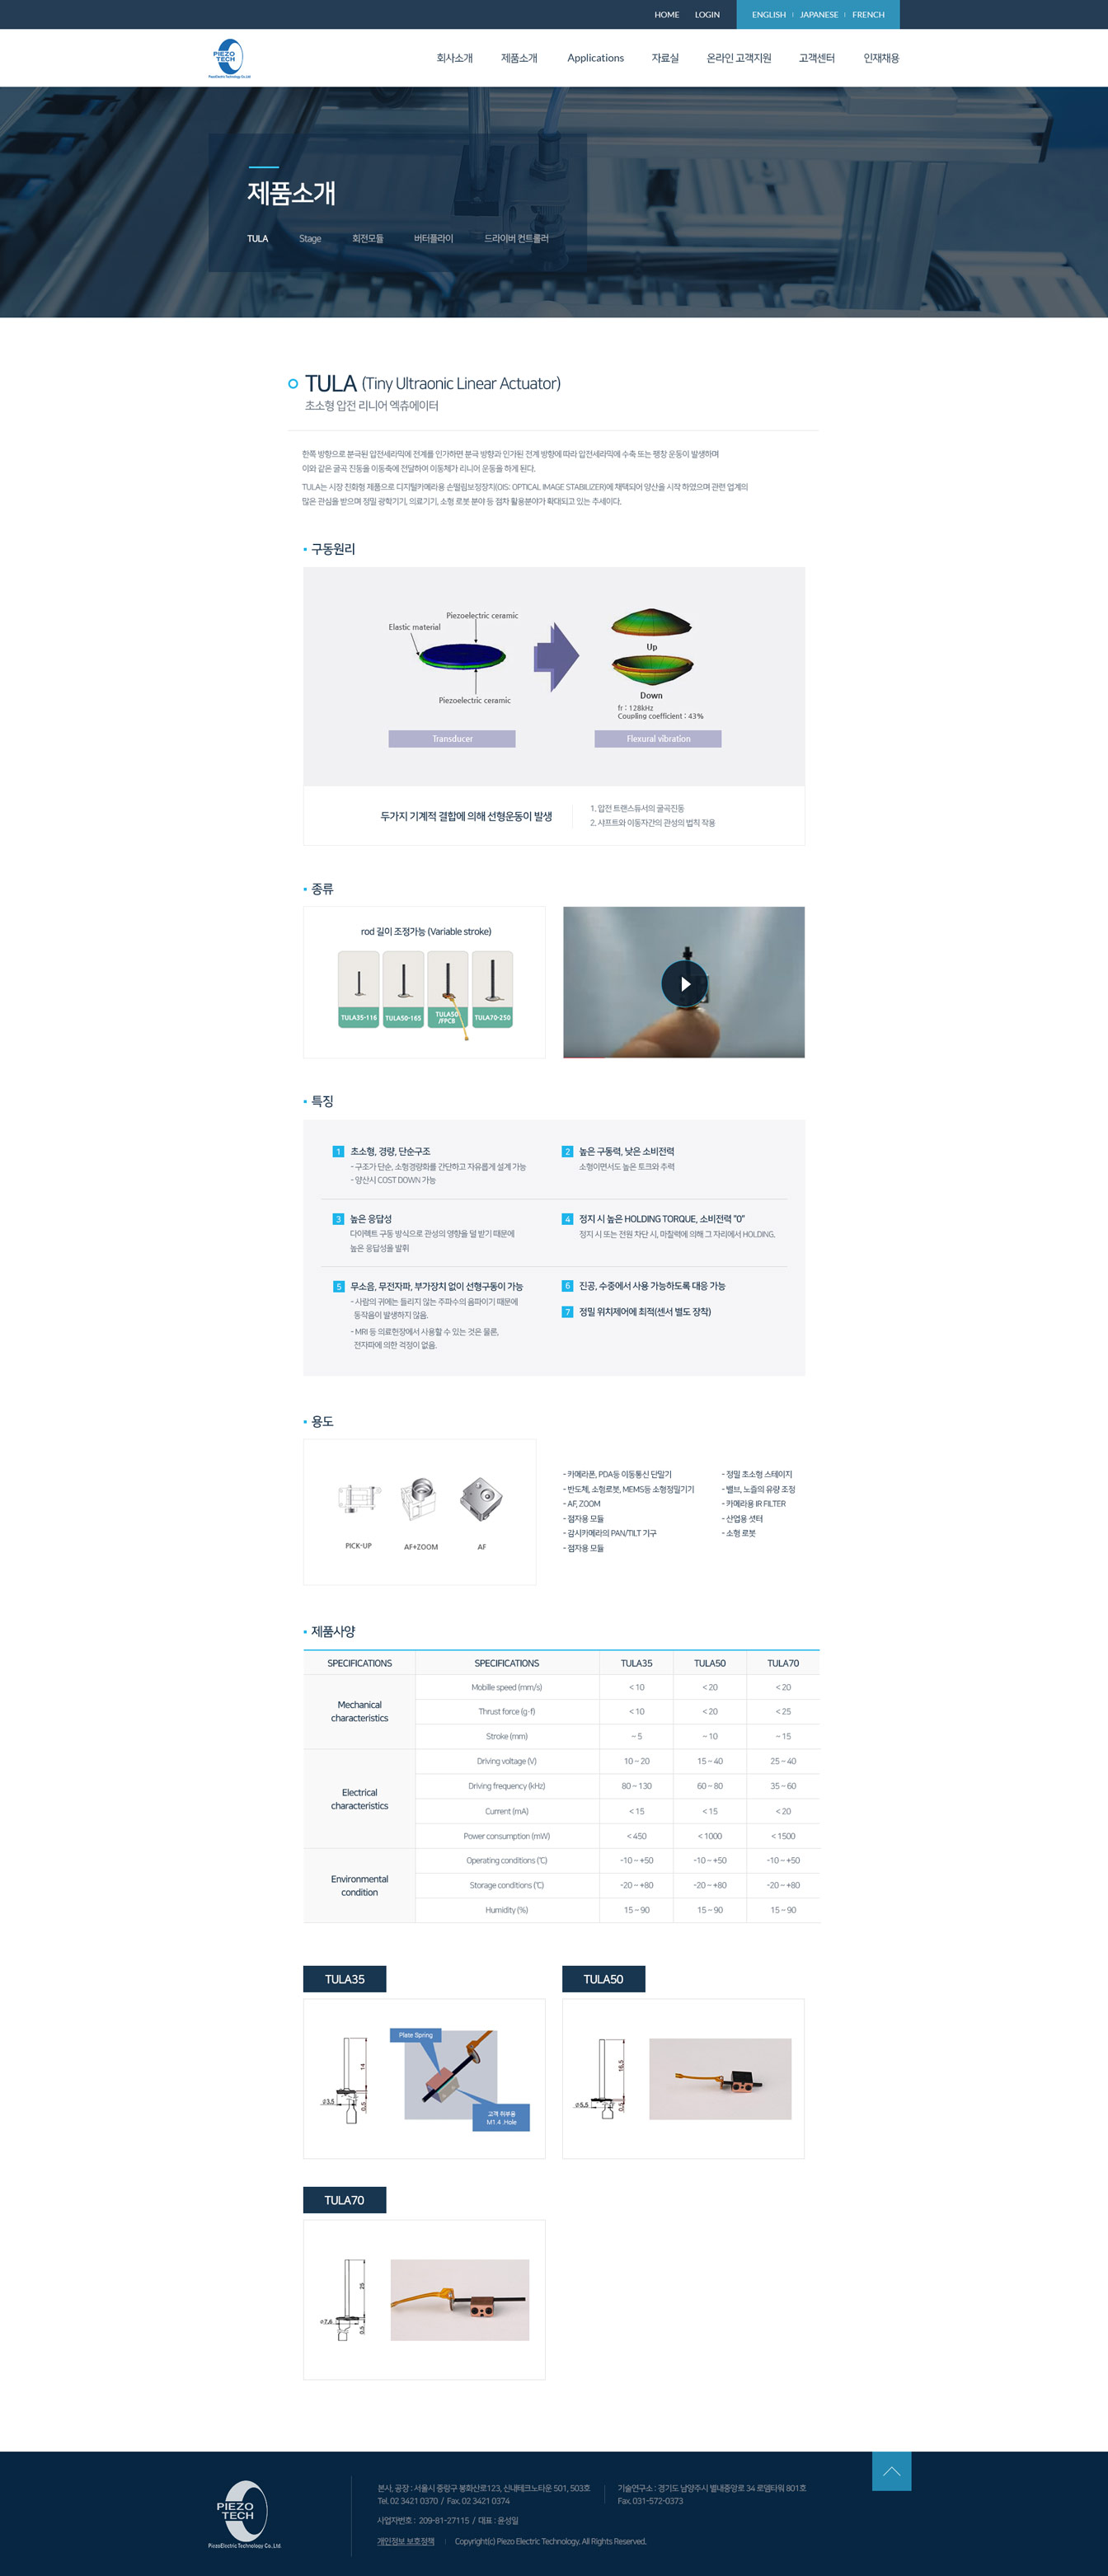 HOME LOGIN ENGLISH JAPANESE FRENCH
PIEZO
TECH
PiezoElectric Technology Co.,Ltd
회사소개 제품소개 Applications 자료실 온라인 고객지원 고객센터 인재채용
제품소개
TULA Stage 회전모듈 버터플라이 드라이버 컨트롤러
TULA (Tiny Ultraonic Linear Actuator)
초소형 압전 리니어 엑츄에이터
한쪽 방향으로 분극된 압전세라믹에 전계를 인가하면 분극 방향과 인가된 전계 방향에 따라 압전세라믹에 수축 또는 팽창 운동이 발생하며
이와 같은 굴곡 진동을 이동축에 전달하여 이동체가 리니어 운동을 하게 된다.
TULA는 시장 친화형 제품으로 디지털카메라용 손떨림보정장치(OIS: OPTICAL IMAGE STABILIZER)에 채택되어 양산을 시작 하였으며 관련 업계의
많은 관심을 받으며 정밀 광학기기, 의료기기, 소형 로봇 분야 등 점차 활용분야가 확대되고 있는 추세이다.
구동원리
Piezoelectric ceramic
Elastic material
Piezoelectric ceramic
Up
Down
fr : 128kHz
Coupling coefficient : 43%
Transducer
Flexural vibration
두가지 기계적 결합에 의해 선형운동이 발생
1. 압전 트랜스듀서의 굴곡진동
2. 샤프트와 이동자간의 관성의 법칙 작용
종류
rod 길이 조정가능 (Variable stroke)
TULA35-116
TULA50-165
TULA50
/FPCB
TULA70-250
특징
1 초소형, 경량, 단순구조
- 구조가 단순, 소형경량화를 간단하고 자유롭게 설계 가능
- 양산시 COST DOWN 가능
2 높은 구동력, 낮은 소비전력
소형이면서도 높은 토크와 추력
3 높은 응답성
다이렉트 구동 방식으로 관성의 영향을 덜 받기 때문에
높은 응답성을 발휘
4 정지 시 높은 HOLDING TORQUE, 소비전력 "0"
정지 시 또는 전원 차단 시, 마찰력에 의해 그 자리에서 HOLDING.
5 무소음, 무전자파, 부가장치 없이 선형구동이 가능
- 사람의 귀에는 들리지 않는 주파수의 음파이기 때문에
동작음이 발생하지 않음.
- MRI 등 의료현장에서 사용할 수 있는 것은 물론,
전자파에 의한 걱정이 없음.
6 진공, 수중에서 사용 가능하도록 대응 가능
7 정밀 위치제어에 최적(센서 별도 장착)
용도
PICK-UP
AF+ZOOM
AF
- 카메라폰, PDA등 이동통신 단말기
- 반도체, 소형로봇, MEMS등 소형정밀기기
- AF, ZOOM
- 점자용 모듈
- 감시카메라의 PAN/TILT 기구
- 점자용 모듈
- 정밀 초소형 스테이지
- 밸브, 노즐의 유량 조정
- 카메라용 IR FILTER
- 산업용 셔터
- 소형 로봇
제품사양
SPECIFICATIONS SPECIFICATIONS TULA35 TULA50 TULA70
Mechanical
characteristics
Mobille speed (mm/s) < 10 < 20 < 20
Thrust force (g·f) < 10 < 20 < 25
Stroke (mm) ~ 5 ~ 10 ~ 15
Electrical
characteristics
Driving voltage (V) 10 ~ 20 15 ~ 40 25 ~ 40
Driving frequency (kHz) 80 ~ 130 60 ~ 80 35 ~ 60
Current (mA) < 15 < 15 < 20
Power consumption (mW) < 450 < 1000 < 1500
Environmental
condition
Operating conditions (℃) -10 ~ +50 -10 ~ +50 -10 ~ +50
Storage conditions (℃) -20 ~ +80 -20 ~ +80 -20 ~ +80
Humidity (%) 15 ~ 90 15 ~ 90 15 ~ 90
TULA35
Plate Spring
14
ø3.5
0.5
고객 취부용
M1.4 .Hole
TULA50
16.5
ø5.5
0.5
TULA70
25
ø7.6
0.5
PIEZO
TECH
PiezoElectric Technology Co.,Ltd.
본사, 공장 : 서울시 중랑구 봉화산로123, 신내테크노타운 501, 503호
Tel. 02 3421 0370 / Fax. 02 3421 0374
기술연구소 : 경기도 남양주시 별내중앙로 34 로뎀타워 801호
Fax. 031-572-0373
사업자번호 : 209-81-27115 / 대표 : 윤성일
개인정보 보호정책 Copyright(c) Piezo Electric Technology, All Rights Reserved.